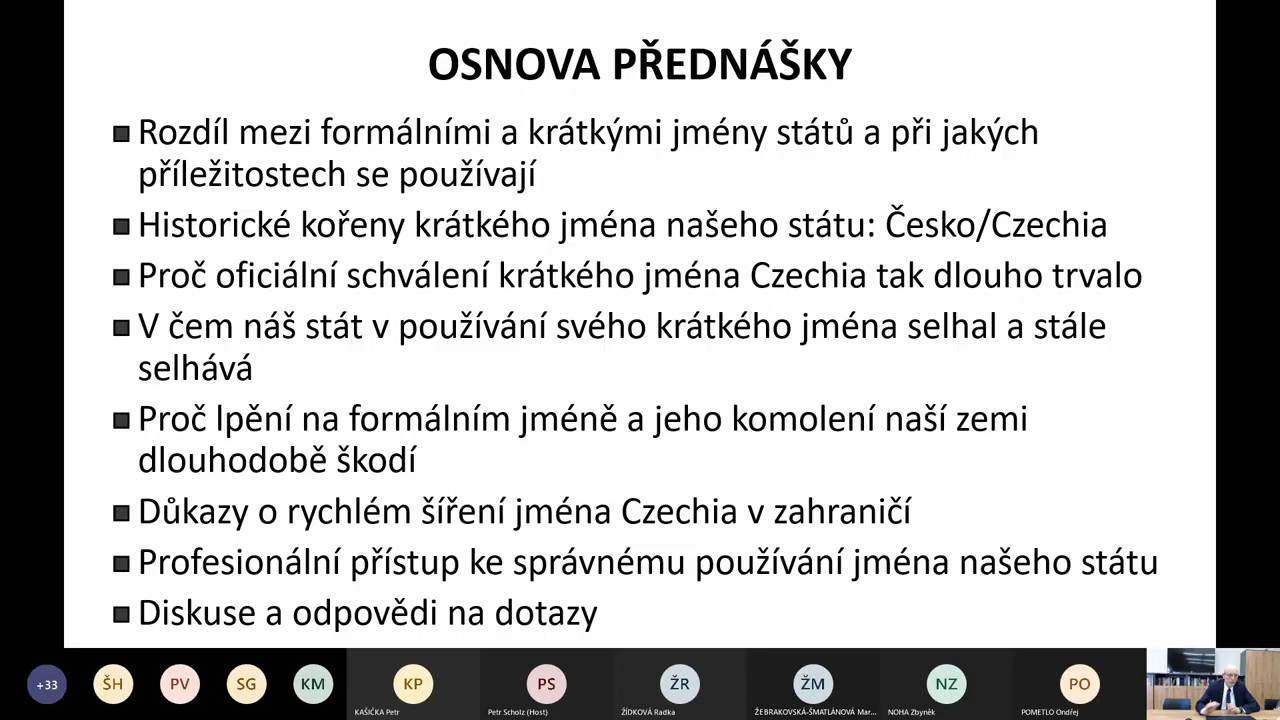 OSNOVA PŘEDNÁŠKY
Rozdíl mezi formálními a krátkými jmény států a při jakých
příležitostech se používají
Historické kořeny krátkého jména našeho státu: Česko/Czechia
Proč oficiální schválení krátkého jména Czechia tak dlouho trvalo
V čem náš stát v používání svého krátkého jména selhal a stále
selhává
Proč lpění na formálním jméně a jeho komolení naší zemi
dlouhodobě škodí
Důkazy o rychlém šíření jména Czechia v zahraničí
Profesionální přístup ke správnému používání jména našeho státu
Diskuse a odpovědi na dotazy
+33 ŠH PV SG KM KP PS ŽR ŽM NZ PO
KAŠIČKA Petr Petr Scholz (Host) ŽÍDKOVÁ Radka ŽEBRAKOVSKÁ-ŠMATLÁNOVÁ Mar... NOHA Zbyněk POMETLO Ondřej